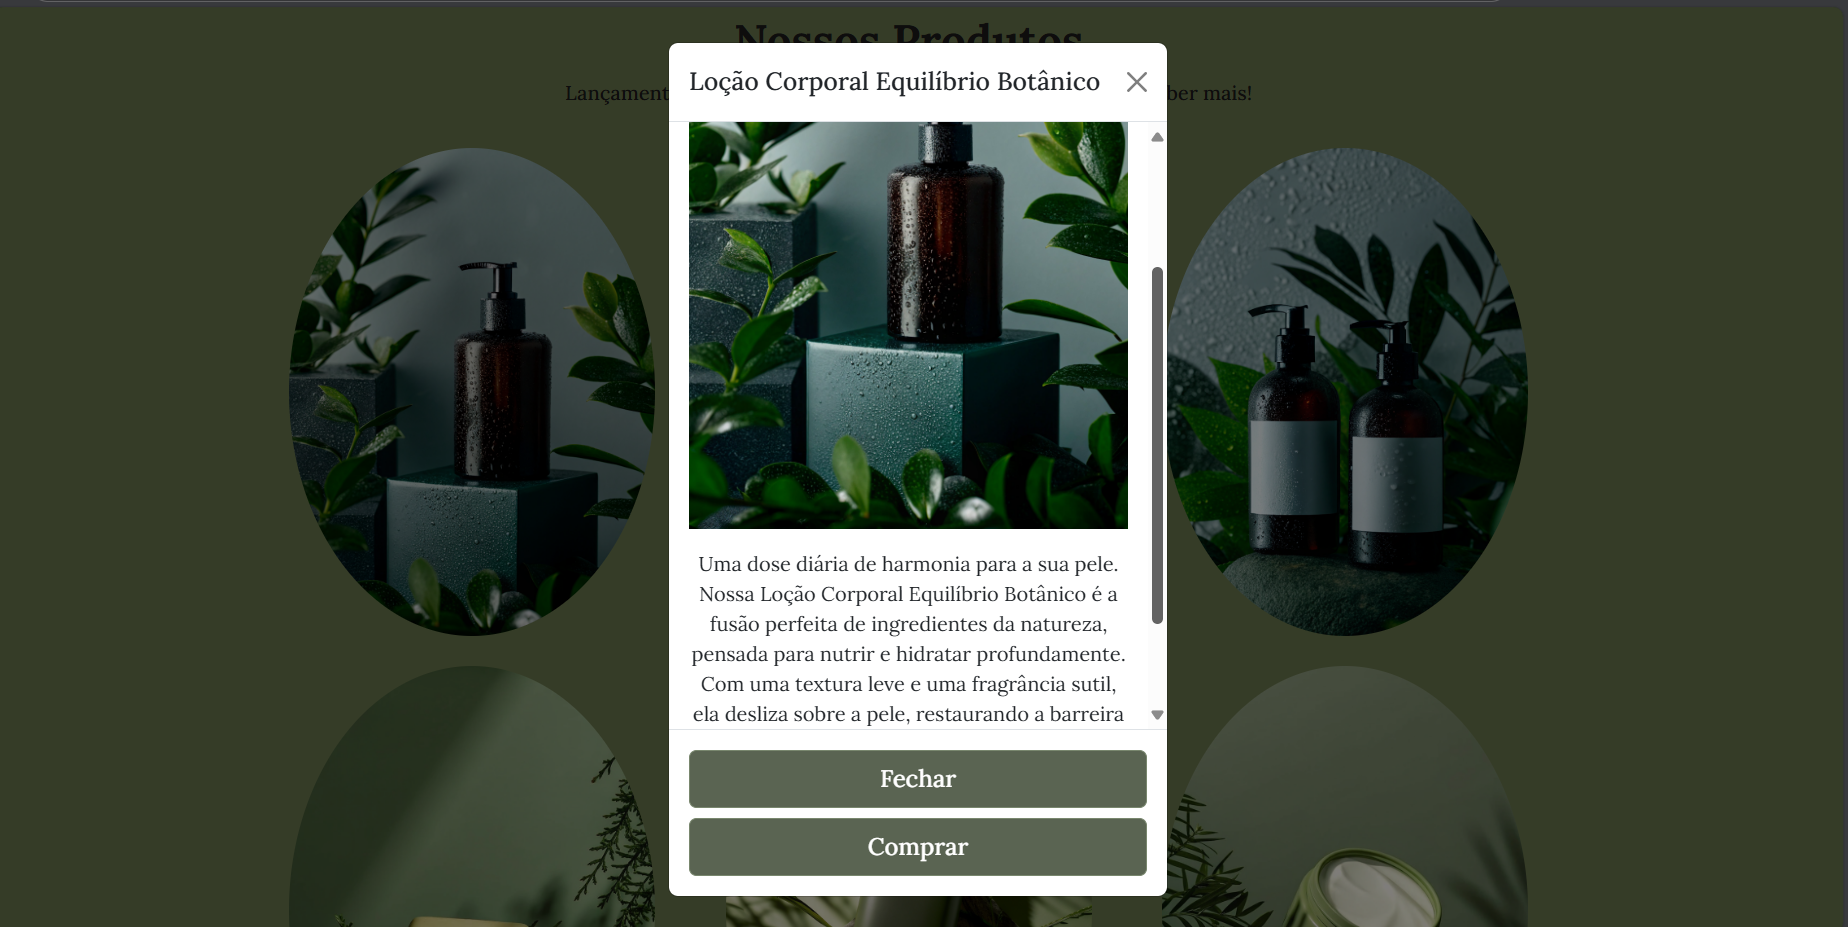 Nossos Produtos
Loção Corporal Equilíbrio Botânico
Lançament
ber mais!
Uma dose diária de harmonia para a sua pele.
Nossa Loção Corporal Equilíbrio Botânico é a
fusão perfeita de ingredientes da natureza,
pensada para nutrir e hidratar profundamente.
Com uma textura leve e uma fragrância sutil,
ela desliza sobre a pele, restaurando a barreira
Fechar
Comprar